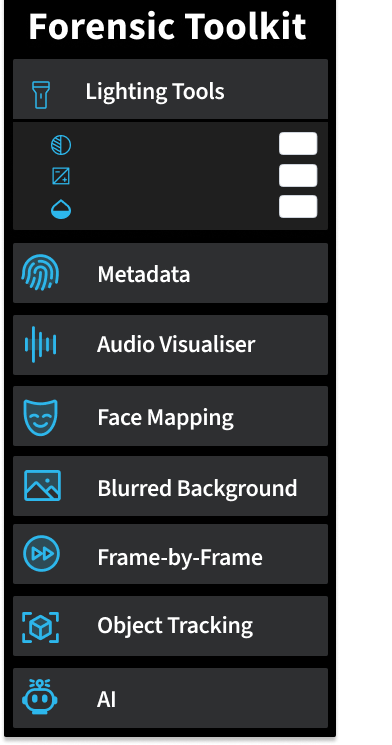 Forensic Toolkit
Lighting Tools
Metadata
Audio Visualiser
Face Mapping
Blurred Background
Frame-by-Frame
Object Tracking
AI